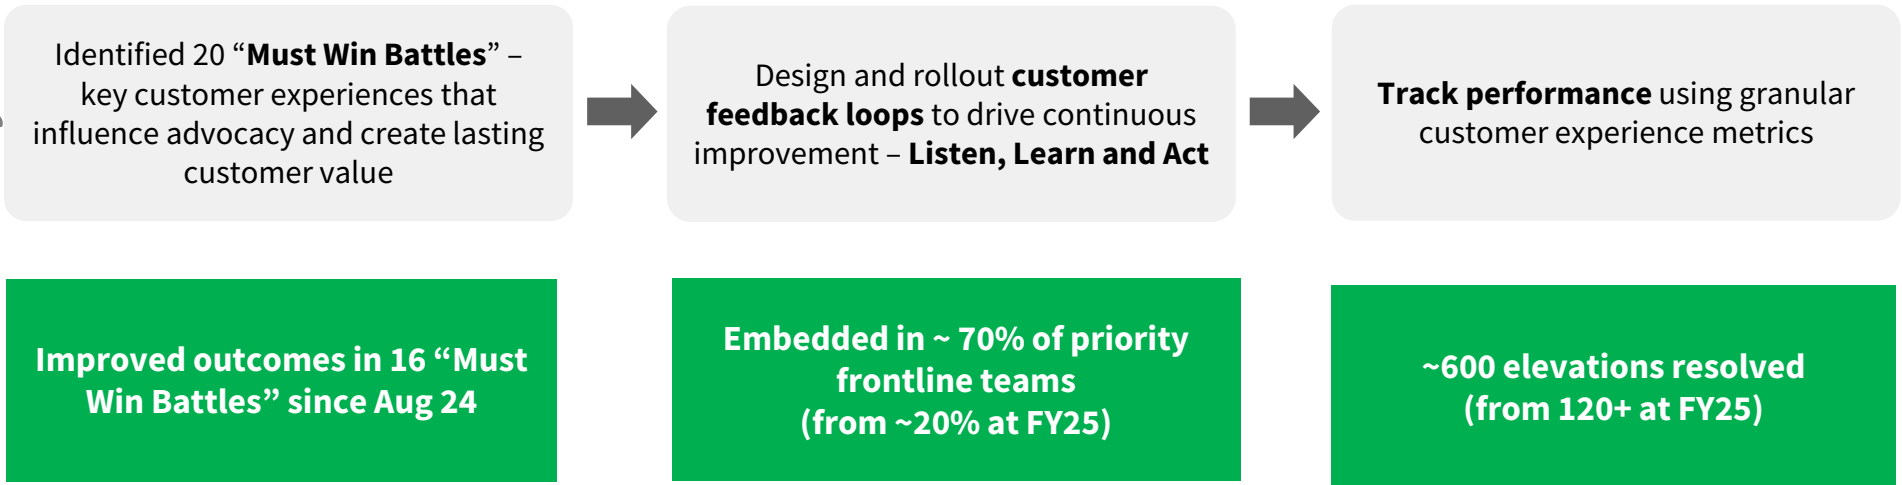 Identified 20 “Must Win Battles” –
key customer experiences that
influence advocacy and create lasting
customer value
Design and rollout customer
feedback loops to drive continuous
improvement – Listen, Learn and Act
Track performance using granular
customer experience metrics
Improved outcomes in 16 “Must
Win Battles” since Aug 24
Embedded in ~ 70% of priority
frontline teams
(from ~20% at FY25)
~600 elevations resolved
(from 120+ at FY25)